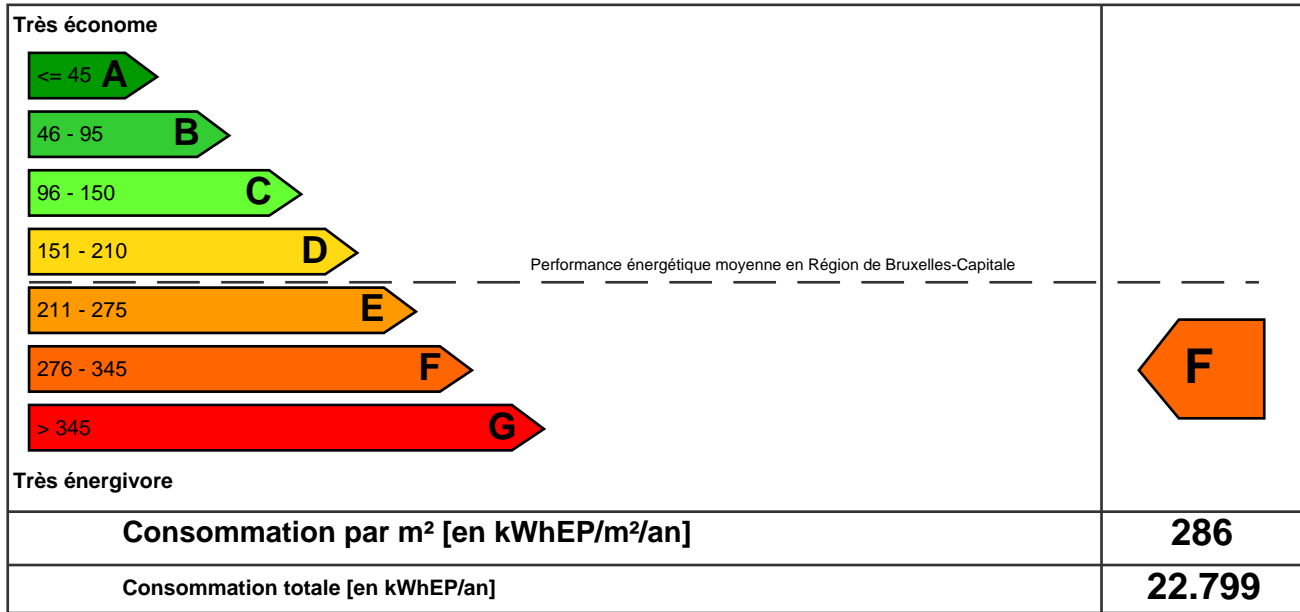 Très économe
<= 45 A
46 - 95 B
96 - 150 C
151 - 210 D
Performance énergétique moyenne en Région de Bruxelles-Capitale
211 - 275 E
276 - 345 F
F
> 345 G
Très énergivore
Consommation par m² [en kWhEP/m²/an] 286
Consommation totale [en kWhEP/an] 22.799